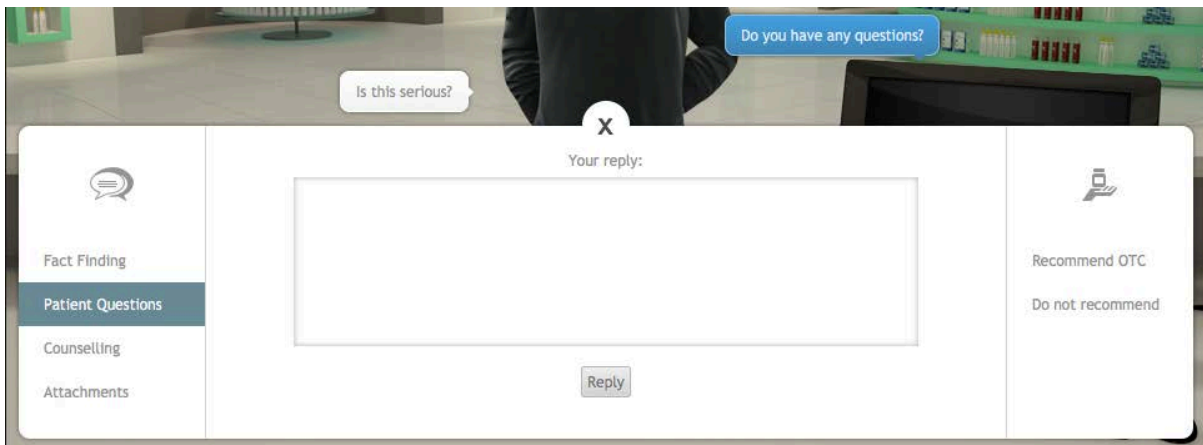 Do you have any questions?
Is this serious?
X
Your reply:
Fact Finding
Patient Questions
Counselling
Attachments
Reply
Recommend OTC
Do not recommend